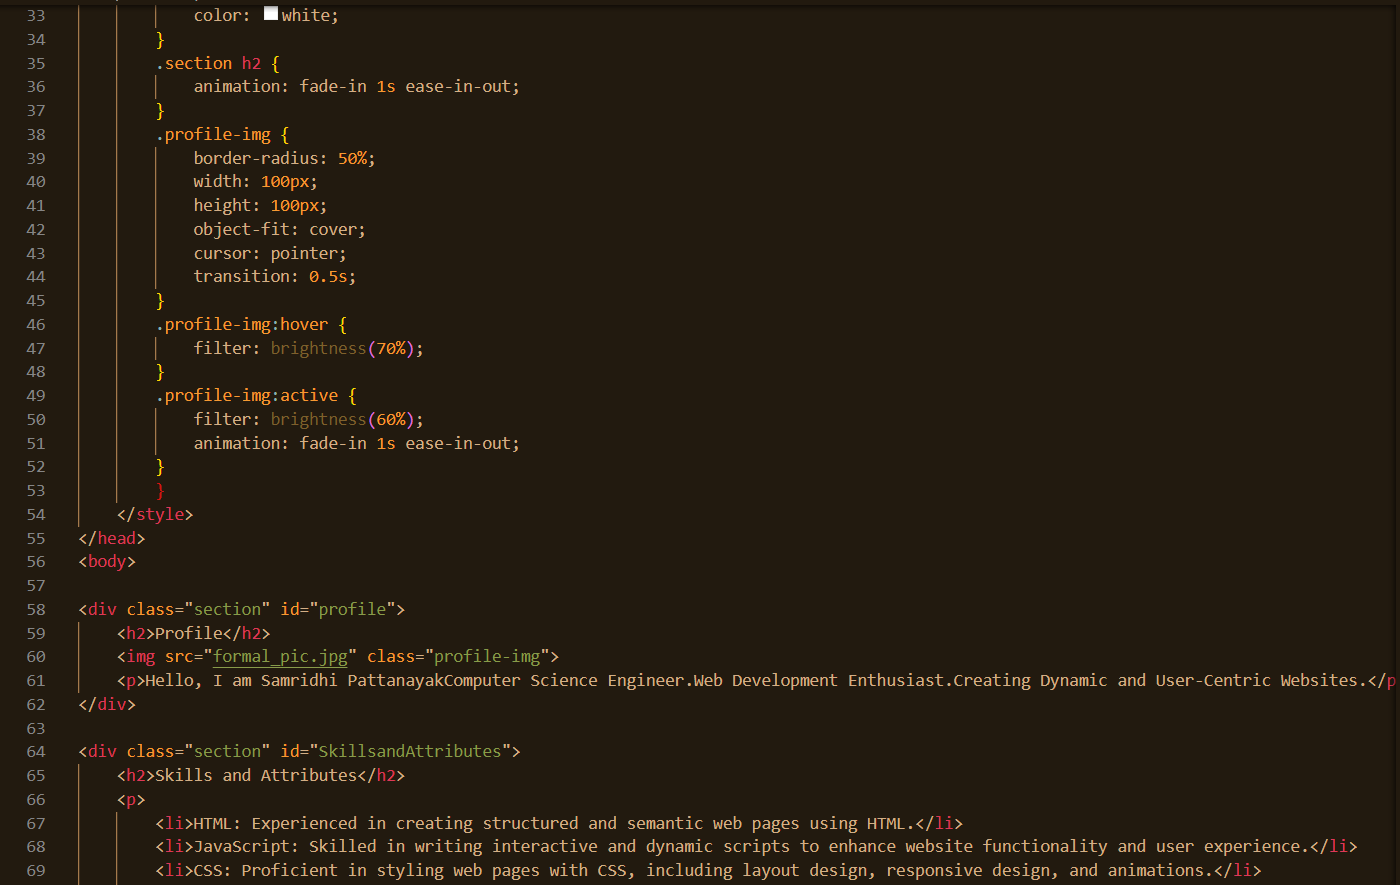 33 color: white;
34 }
35 .section h2 {
36 animation: fade-in 1s ease-in-out;
37 }
38 .profile-img {
39 border-radius: 50%;
40 width: 100px;
41 height: 100px;
42 object-fit: cover;
43 cursor: pointer;
44 transition: 0.5s;
45 }
46 .profile-img:hover {
47 filter: brightness(70%);
48 }
49 .profile-img:active {
50 filter: brightness(60%);
51 animation: fade-in 1s ease-in-out;
52 }
53 }
54 </style>
55 </head>
56 <body>
57
58 <div class="section" id="profile">
59 <h2>Profile</h2>
60 <img src="formal_pic.jpg" class="profile-img">
61 <p>Hello, I am Samridhi PattanayakComputer Science Engineer.Web Development Enthusiast.Creating Dynamic and User-Centric Websites.</p
62 </div>
63
64 <div class="section" id="SkillsandAttributes">
65 <h2>Skills and Attributes</h2>
66 <p>
67 <li>HTML: Experienced in creating structured and semantic web pages using HTML.</li>
68 <li>JavaScript: Skilled in writing interactive and dynamic scripts to enhance website functionality and user experience.</li>
69 <li>CSS: Proficient in styling web pages with CSS, including layout design, responsive design, and animations.</li>